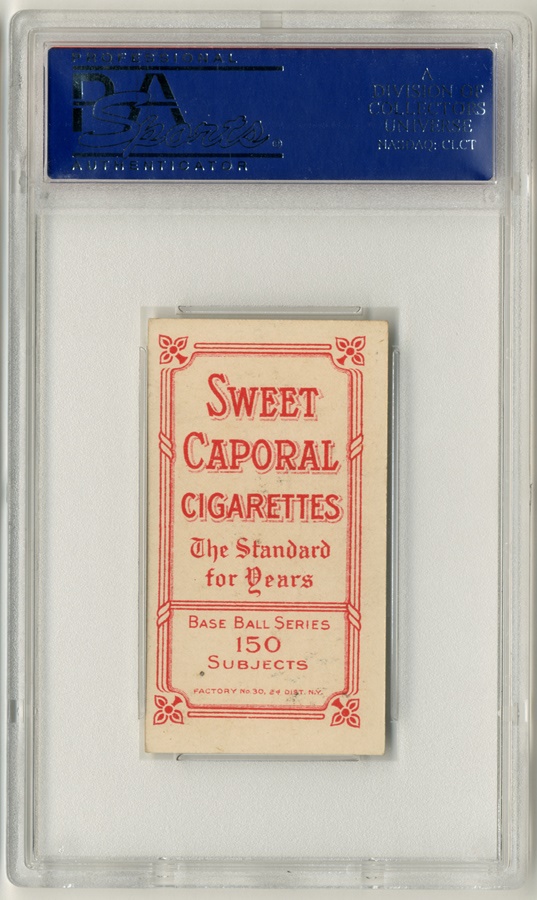 PROFESSIONAL
PSA
Sports
AUTHENTICATOR
A
DIVISION OF
COLLECTORS
UNIVERSE
NASDAQ: CLCT
SWEET
CAPORAL
CIGARETTES
The Standard
for Years
BASE BALL SERIES
150
SUBJECTS
FACTORY No. 30, 2d DIST. N.Y.